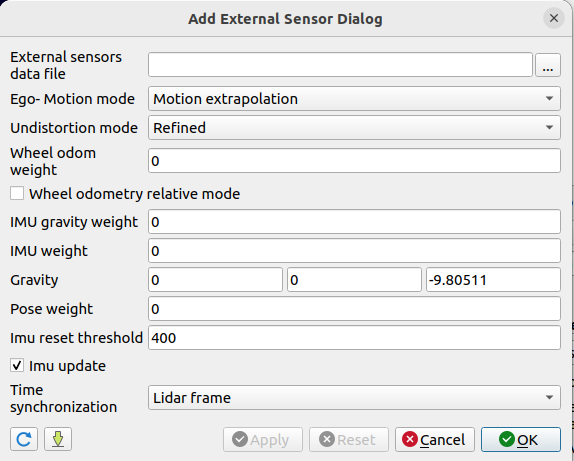 Add External Sensor Dialog
External sensors
data file
...
Ego- Motion mode Motion extrapolation
Undistortion mode Refined
Wheel odom
weight 0
Wheel odometry relative mode
IMU gravity weight 0
IMU weight 0
Gravity 0 0 -9.80511
Pose weight 0
Imu reset threshold 400
Imu update
Time
synchronization Lidar frame
Apply Reset Cancel OK